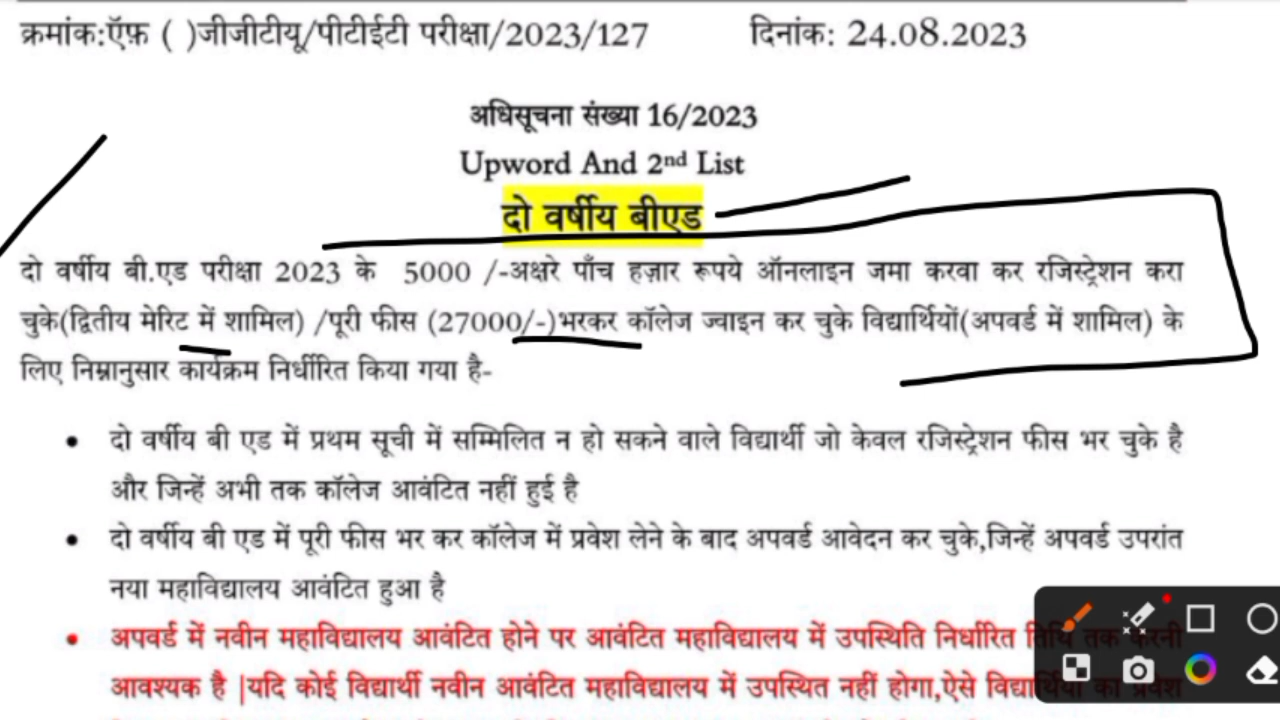 क्रमांक:ऍफ़ ( )जीजीटीयू/पीटीईटी परीक्षा/2023/127 दिनांक: 24.08.2023
अधिसूचना संख्या 16/2023
Upword And 2nd List
दो वर्षीय बीएड
दो वर्षीय बी.एड परीक्षा 2023 के 5000 /-अक्षरे पाँच हज़ार रूपये ऑनलाइन जमा करवा कर रजिस्ट्रेशन करा
चुके(द्वितीय मेरिट में शामिल) /पूरी फीस (27000/-)भरकर कॉलेज ज्वाइन कर चुके विद्यार्थियों(अपवर्ड में शामिल) के
लिए निम्नानुसार कार्यक्रम निर्धारित किया गया है-
• दो वर्षीय बी एड में प्रथम सूची में सम्मिलित न हो सकने वाले विद्यार्थी जो केवल रजिस्ट्रेशन फीस भर चुके है
और जिन्हें अभी तक कॉलेज आवंटित नहीं हुई है
• दो वर्षीय बी एड में पूरी फीस भर कर कॉलेज में प्रवेश लेने के बाद अपवर्ड आवेदन कर चुके,जिन्हें अपवर्ड उपरांत
नया महाविद्यालय आवंटित हुआ है
• अपवर्ड में नवीन महाविद्यालय आवंटित होने पर आवंटित महाविद्यालय में उपस्थिति निर्धारित तिथि तक करनी
आवश्यक है |यदि कोई विद्यार्थी नवीन आवंटित महाविद्यालय में उपस्थित नहीं होगा,ऐसे विद्यार्थियों का प्रवेश